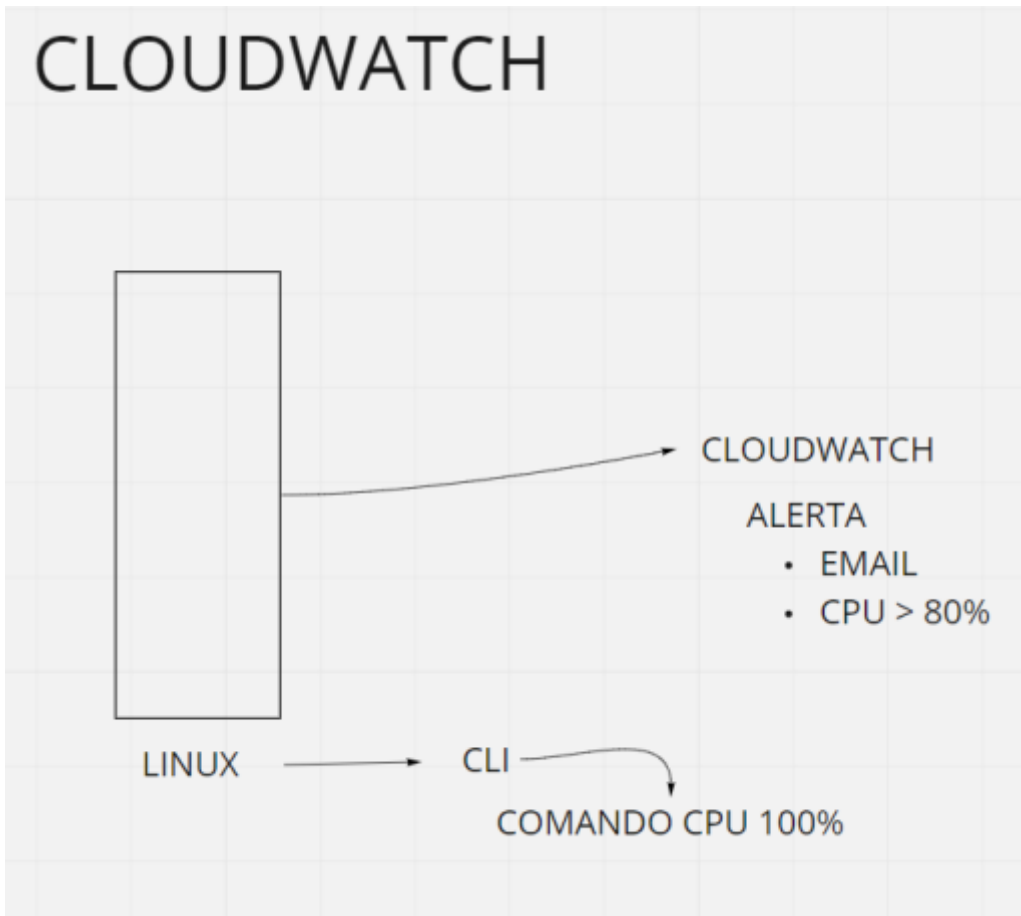 CLOUDWATCH
CLOUDWATCH
ALERTA
• EMAIL
• CPU > 80%
LINUX
CLI
COMANDO CPU 100%